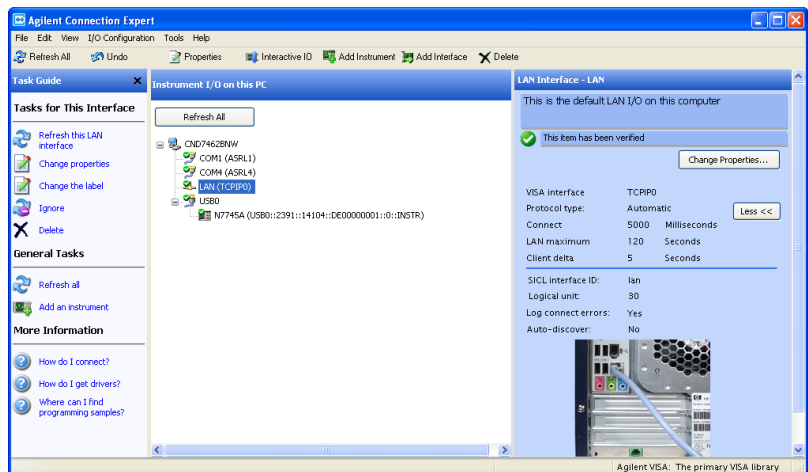 Agilent Connection Expert
File Edit View I/O Configuration Tools Help
Refresh All Undo Properties Interactive IO Add Instrument Add Interface Delete
Task Guide
Tasks for This Interface
Refresh this LAN
interface
Change properties
Change the label
Ignore
Delete
General Tasks
Refresh all
Add an instrument
More Information
How do I connect?
How do I get drivers?
Where can I find
programming samples?
Instrument I/O on this PC
Refresh All
CND7462BNW
COM1 (ASRL1)
COM4 (ASRL4)
LAN (TCPIP0)
USB0
N7745A (USB0::2391::14104::DE00000001::0::INSTR)
LAN Interface - LAN
This is the default LAN I/O on this computer
This item has been verified
Change Properties...
VISA interface TCPIP0
Protocol type: Automatic
Less <<
Connect 5000 Milliseconds
LAN maximum 120 Seconds
Client delta 5 Seconds
SICL interface ID: lan
Logical unit: 30
Log connect errors: Yes
Auto-discover: No
Agilent VISA: The primary VISA library